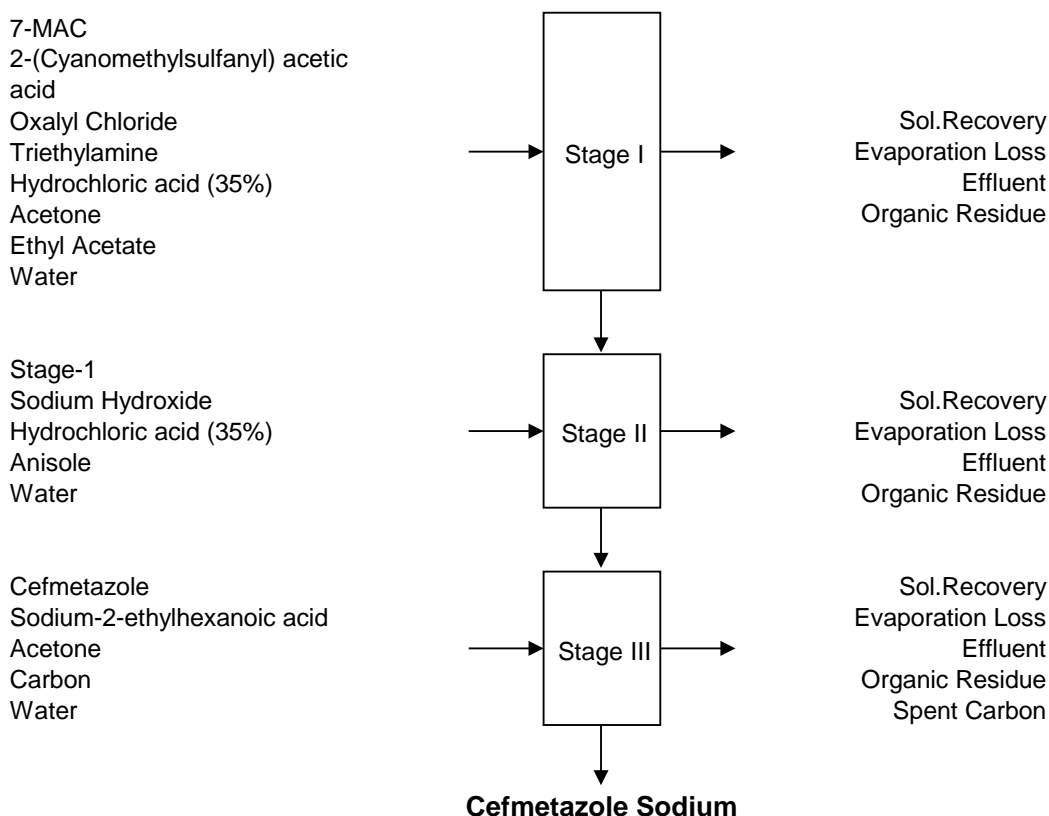 7-MAC
2-(Cyanomethylsulfanyl) acetic
acid
Oxalyl Chloride
Triethylamine
Hydrochloric acid (35%)
Acetone
Ethyl Acetate
Water
Stage I
Sol.Recovery
Evaporation Loss
Effluent
Organic Residue
Stage-1
Sodium Hydroxide
Hydrochloric acid (35%)
Anisole
Water
Stage II
Sol.Recovery
Evaporation Loss
Effluent
Organic Residue
Cefmetazole
Sodium-2-ethylhexanoic acid
Acetone
Carbon
Water
Stage III
Sol.Recovery
Evaporation Loss
Effluent
Organic Residue
Spent Carbon
Cefmetazole Sodium